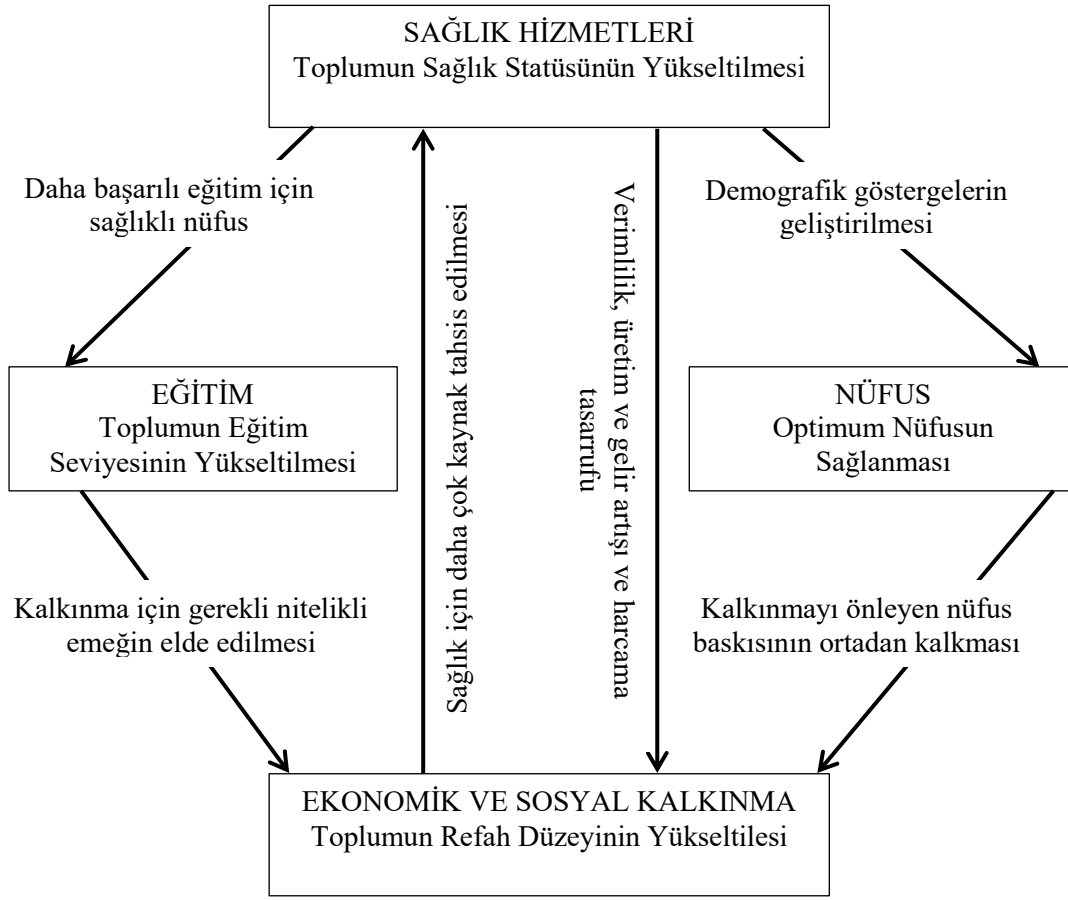 SAĞLIK HİZMETLERİ
Toplumun Sağlık Statüsünün Yükseltilmesi
Daha başarılı eğitim için
sağlıklı nüfus
Sağlık için daha çok kaynak tahsis edilmesi
Verimlilik, üretim ve gelir artışı ve harcama
tasarrufu
Demografik göstergelerin
geliştirilmesi
EĞİTİM
Toplumun Eğitim
Seviyesinin Yükseltilmesi
NÜFUS
Optimum Nüfusun
Sağlanması
Kalkınma için gerekli nitelikli
emeğin elde edilmesi
Kalkınmayı önleyen nüfus
baskısının ortadan kalkması
EKONOMİK VE SOSYAL KALKINMA
Toplumun Refah Düzeyinin Yükseltilesi